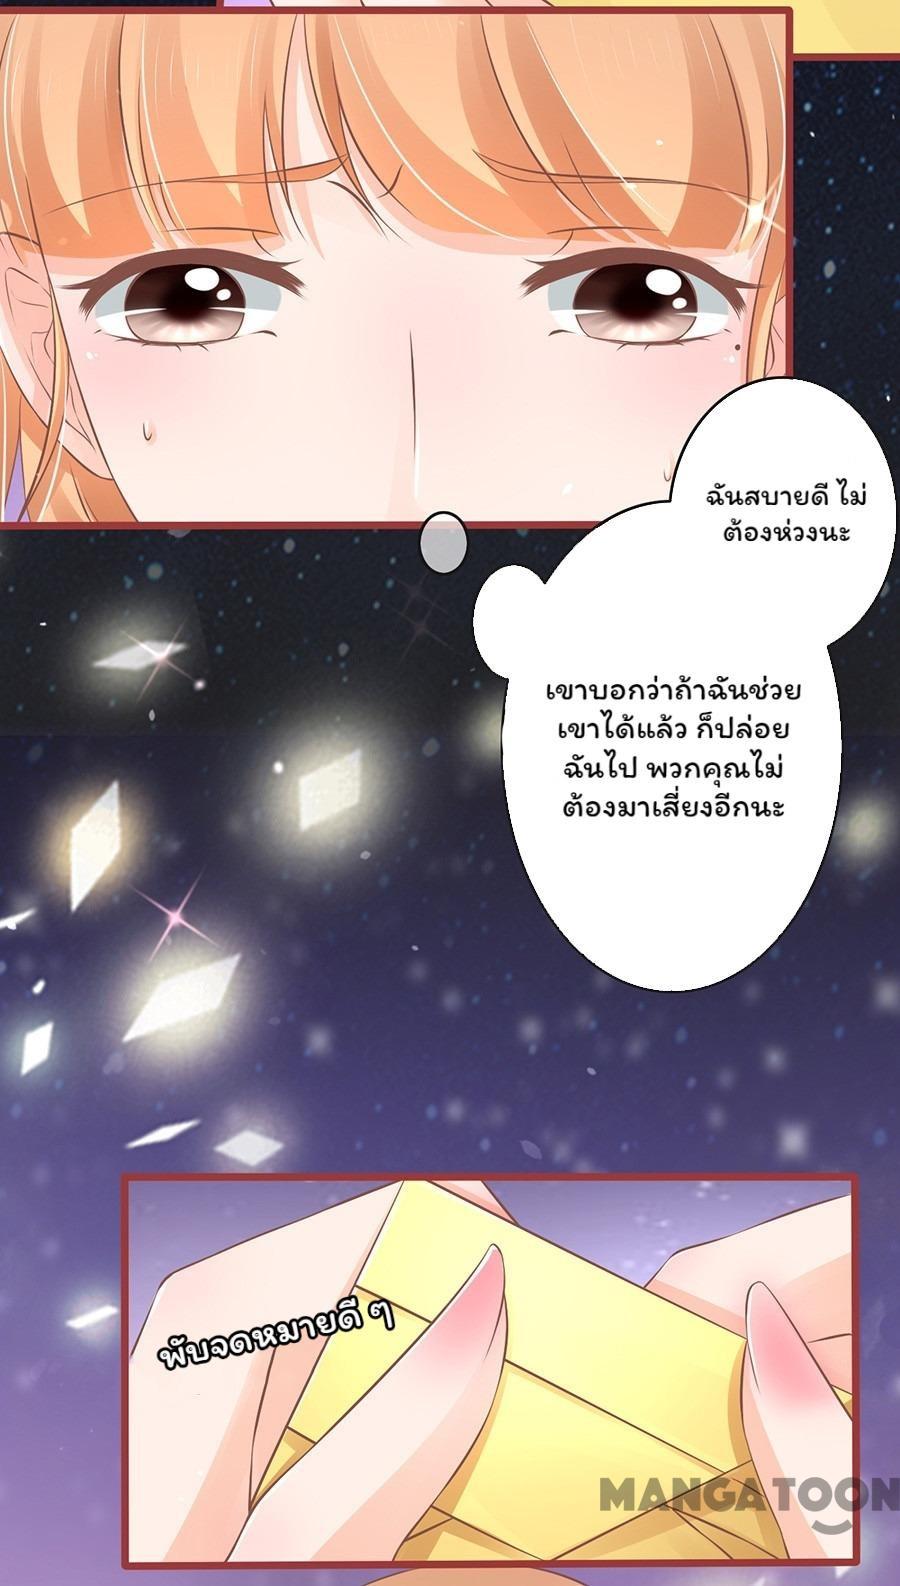 ฉันสบายดี ไม่
ต้องห่วงนะ
เขาบอกว่าถ้าฉันช่วย
เขาได้แล้ว ก็ปล่อย
ฉันไป พวกคุณไม่
ต้องมาเสี่ยงอีกนะ
พับจดหมายดี ๆ
MANGATOON